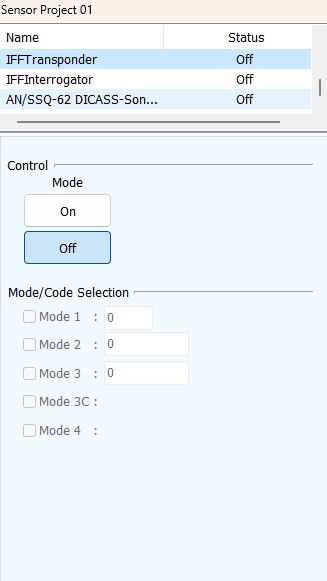 Sensor Project 01
Name Status
IFFTransponder Off
IFFInterrogator Off
AN/SSQ-62 DICASS-Son... Off
Control
Mode
On
Off
Mode/Code Selection
Mode 1 : 0
Mode 2 : 0
Mode 3 : 0
Mode 3C :
Mode 4 :